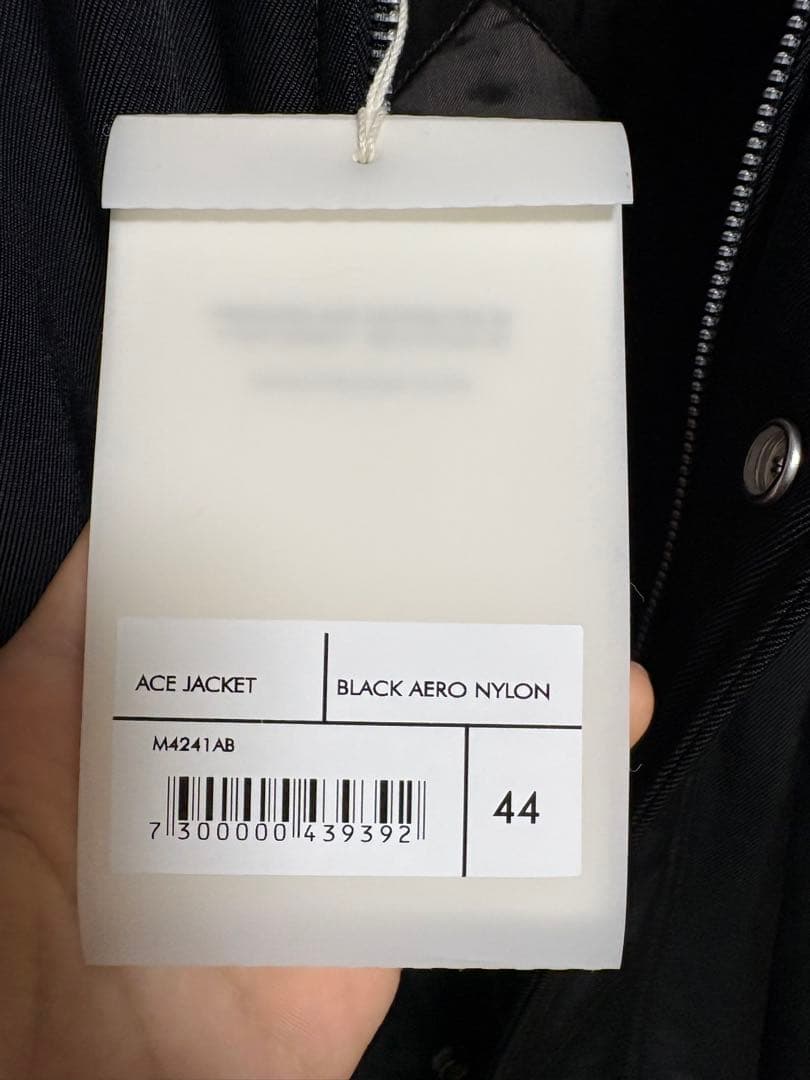 ACE JACKET
BLACK AERO NYLON
M4241AB
44
7300000439392